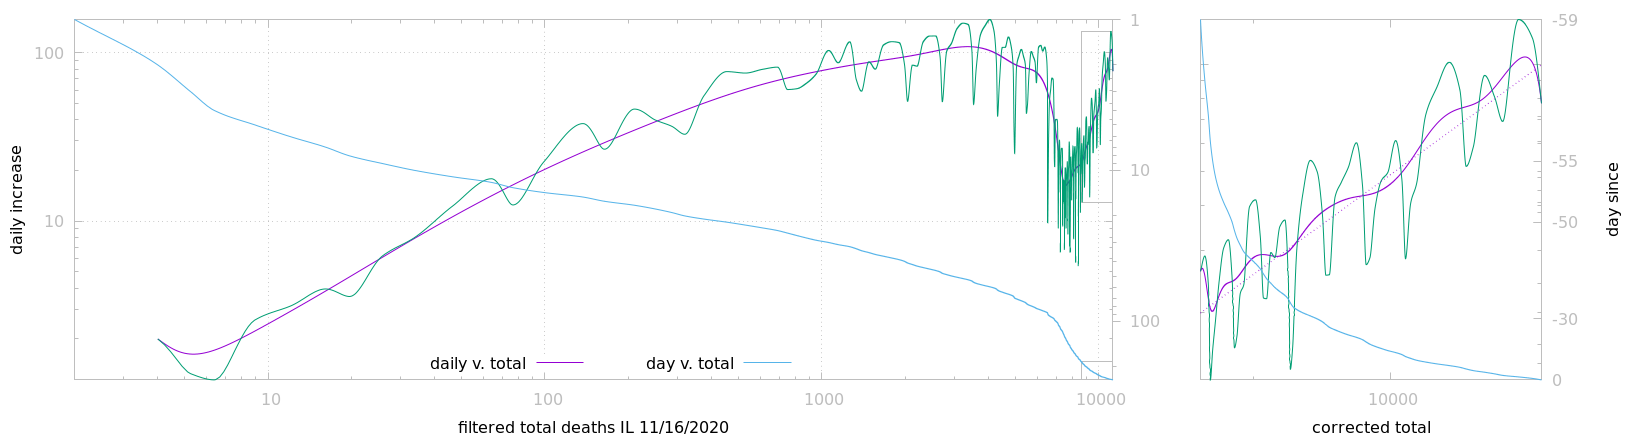 daily increase
100
10
1
10
100
daily v. total
day v. total
10
100
1000
10000
filtered total deaths IL 11/16/2020
-59
-55
-50
-30
0
day since
10000
corrected total